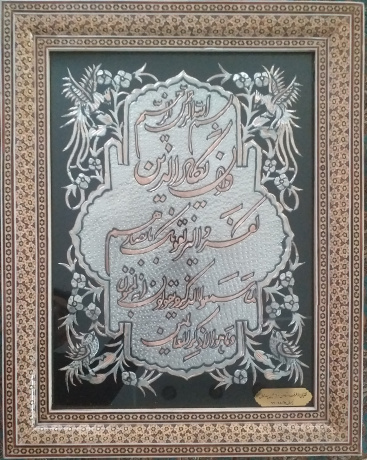 بسم الله الرحمن الرحیم
وان یکاد الذین
کفروا لیزلقونک بابصارهم
لما سمعوا الذکر ویقولون انه لمجنون
وما هو الا ذکر للعالمین